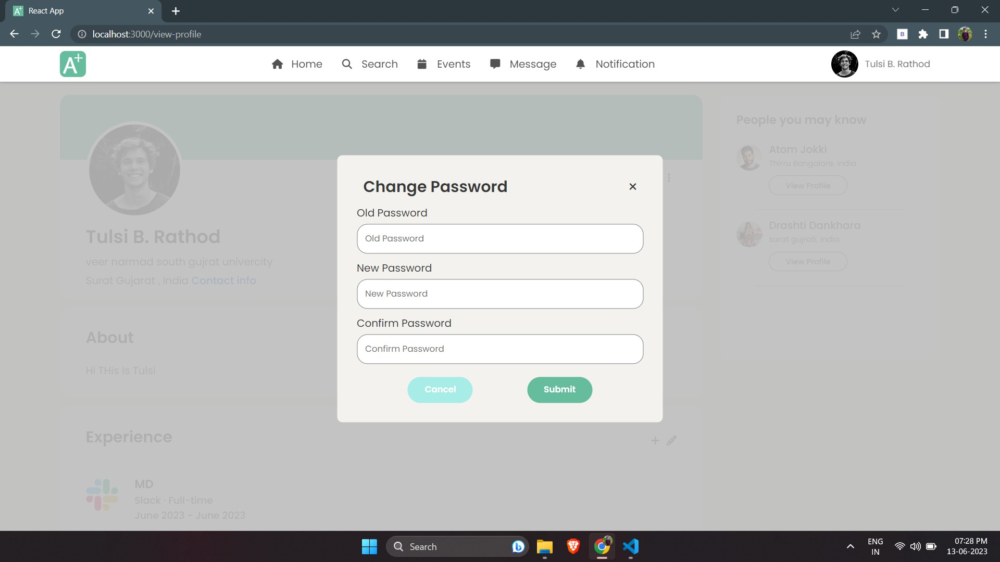 A+ React App
localhost:3000/view-profile
B
A+
Home Search Events Message Notification
Tulsi B. Rathod
People you may know
Atom Jokki
Thirru Bangalore, India
View Profile
Drashti Dankhara
surat gujrati, india
View Profile
Tulsi B. Rathod
veer narmad south gujrat univercity
Surat Gujarat , India Contact info
About
Hi THis Is Tulsi
Experience
MD
Slack · Full-time
June 2023 - June 2023
Change Password
Old Password
Old Password
New Password
New Password
Confirm Password
Confirm Password
Cancel Submit
Search
ENG
IN
07:28 PM
13-06-2023